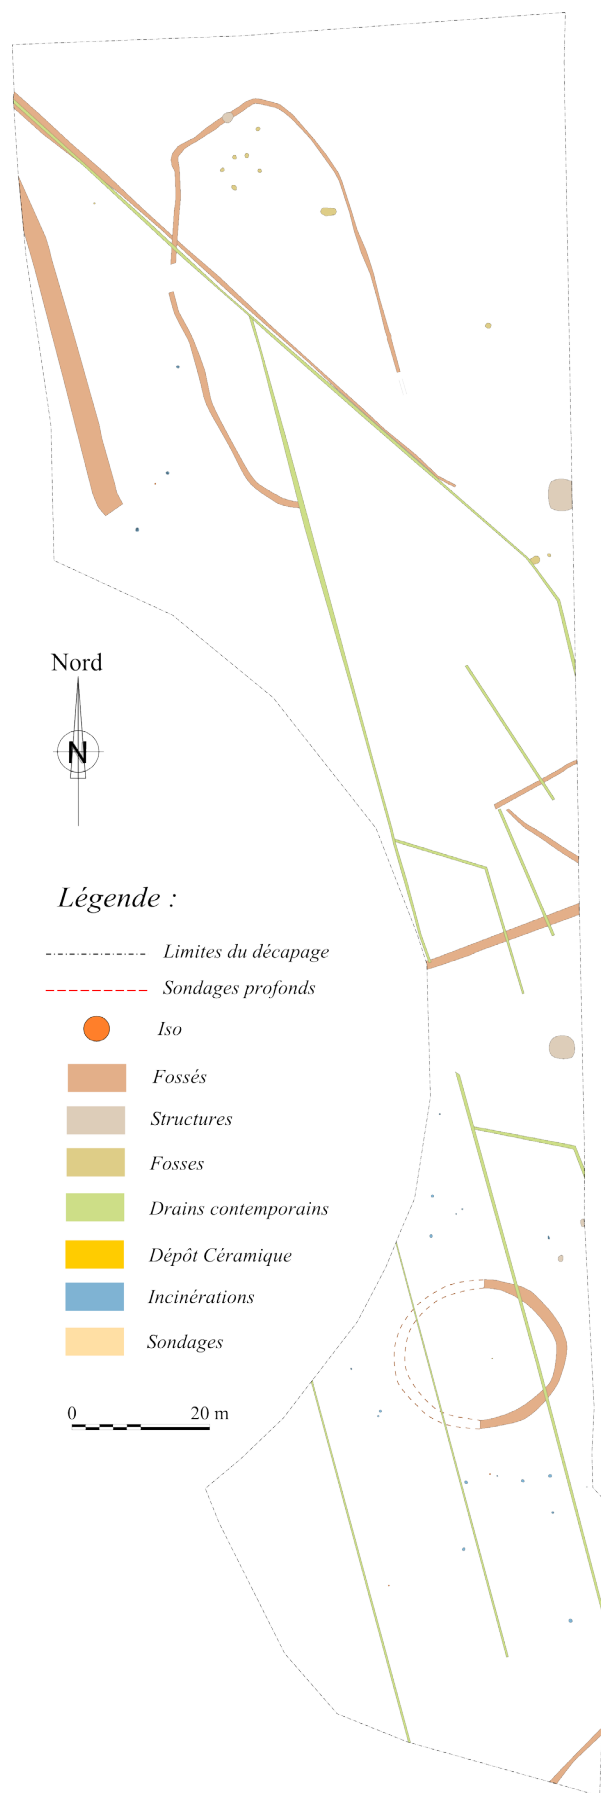 Nord
N
Légende :
Limites du décapage
Sondages profonds
Iso
Fossés
Structures
Fosses
Drains contemporains
Dépôt Céramique
Incinérations
Sondages
0 20 m